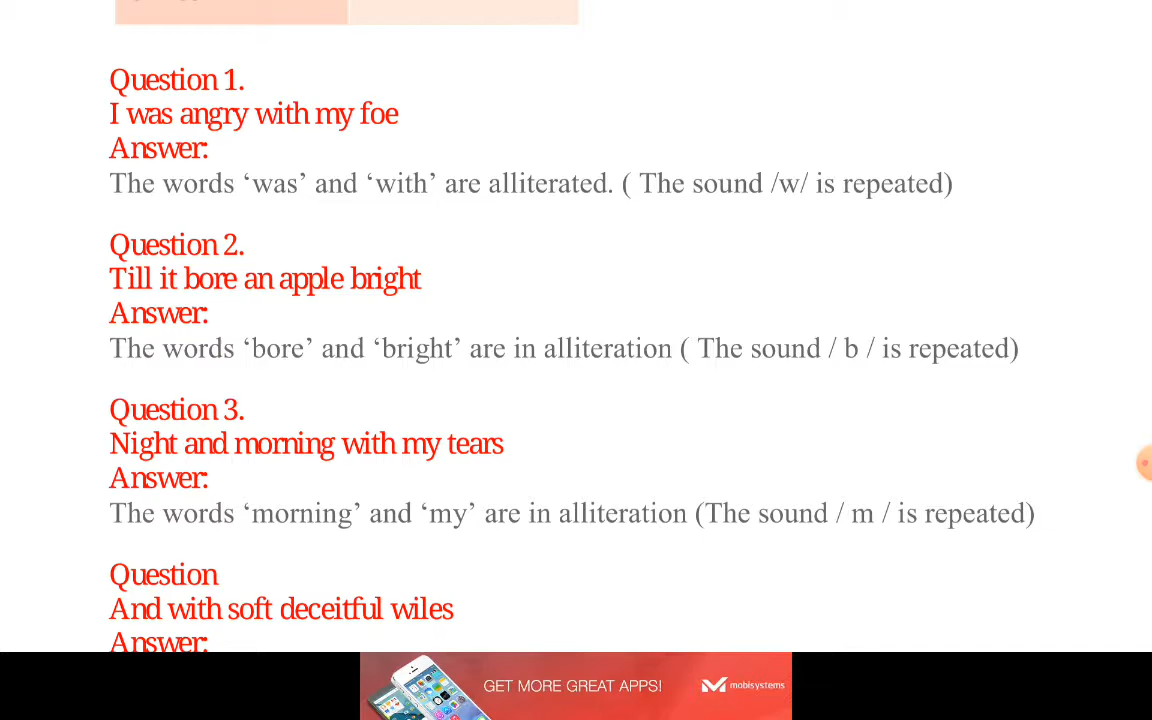 Question 1.
I was angry with my foe
Answer:
The words ‘was’ and ‘with’ are alliterated. ( The sound /w/ is repeated)
Question 2.
Till it bore an apple bright
Answer:
The words ‘bore’ and ‘bright’ are in alliteration ( The sound / b / is repeated)
Question 3.
Night and morning with my tears
Answer:
The words ‘morning’ and ‘my’ are in alliteration (The sound / m / is repeated)
Question
And with soft deceitful wiles
Answer:
GET MORE GREAT APPS!
mobisystems